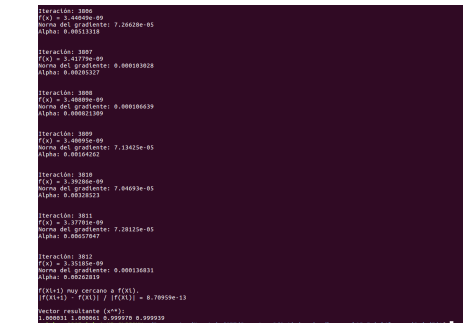 Iteración: 3806
f(x) = 3.44049e-09
Norma del gradiente: 7.26628e-05
Alpha: 0.00513318
Iteración: 3807
f(x) = 3.41779e-09
Norma del gradiente: 0.000103028
Alpha: 0.00205327
Iteración: 3808
f(x) = 3.40809e-09
Norma del gradiente: 0.000106639
Alpha: 0.000821309
Iteración: 3809
f(x) = 3.40095e-09
Norma del gradiente: 7.13425e-05
Alpha: 0.00164262
Iteración: 3810
f(x) = 3.39286e-09
Norma del gradiente: 7.04693e-05
Alpha: 0.00328523
Iteración: 3811
f(x) = 3.37701e-09
Norma del gradiente: 7.28125e-05
Alpha: 0.00657047
Iteración: 3812
f(x) = 3.35185e-09
Norma del gradiente: 0.000136831
Alpha: 0.00262819
f(Xi+1) muy cercano a f(Xi).
|f(Xi+1) - f(Xi)| / |f(Xi)| = 8.70959e-13
Vector resultante (x^*):
1.000031 1.000061 0.999970 0.999939